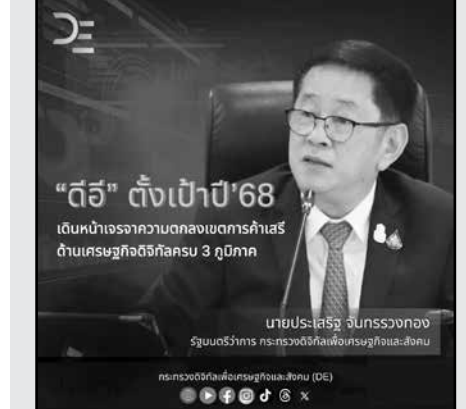 DE
“ดีอี” ตั้งเป้าปี'68
เดินหน้าเจรจาความตกลงเขตการค้าเสรี
ด้านเศรษฐกิจดิจิทัลครบ 3 ภูมิภาค
นายประเสริฐ จันทรรวงทอง
รัฐมนตรีว่าการ กระทรวงดิจิทัลเพื่อเศรษฐกิจและสังคม
กระทรวงดิจิทัลเพื่อเศรษฐกิจและสังคม (DE)